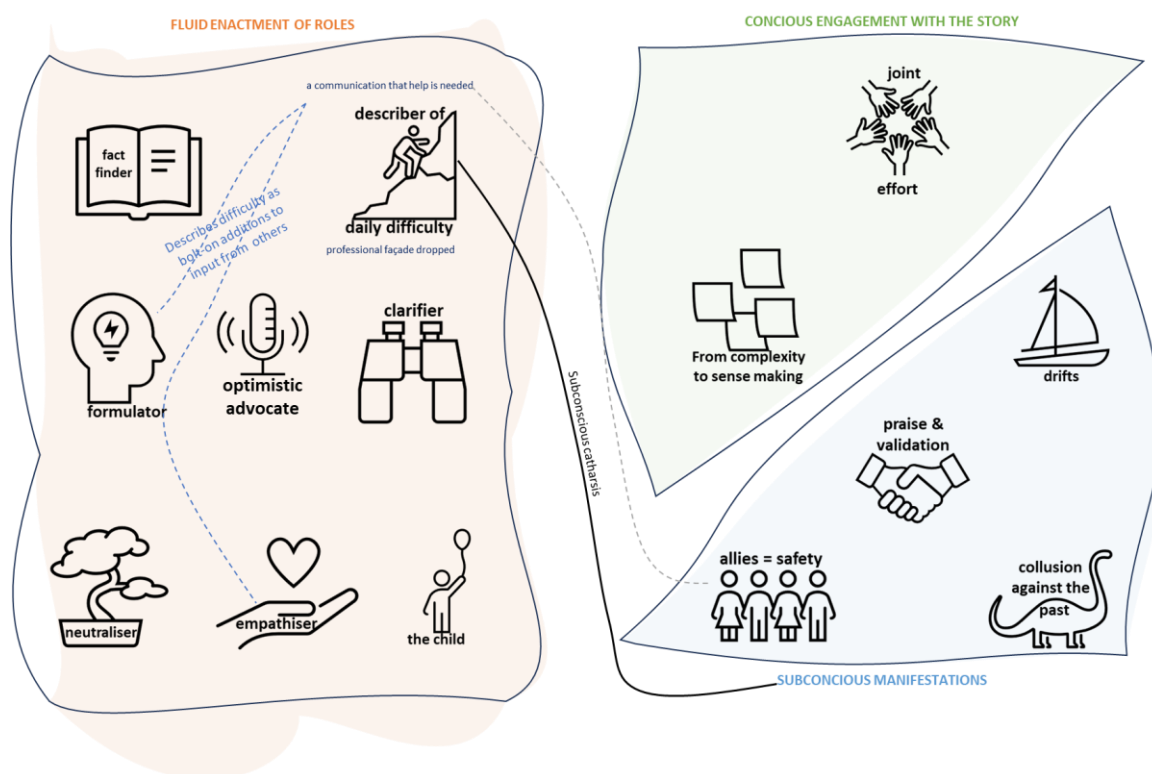 FLUID ENACTMENT OF ROLES
a communication that help is needed
describer of
daily difficulty
professional façade dropped
fact
finder
Describes difficulty as
bolt-on additions to
input from others
formulator
optimistic
advocate
clarifier
neutraliser
empathiser
the child
Subconscious catharsis
CONCIOUS ENGAGEMENT WITH THE STORY
joint
effort
From complexity
to sense making
drifts
praise &
validation
allies = safety
collusion
against the
past
SUBCONCIOUS MANIFESTATIONS